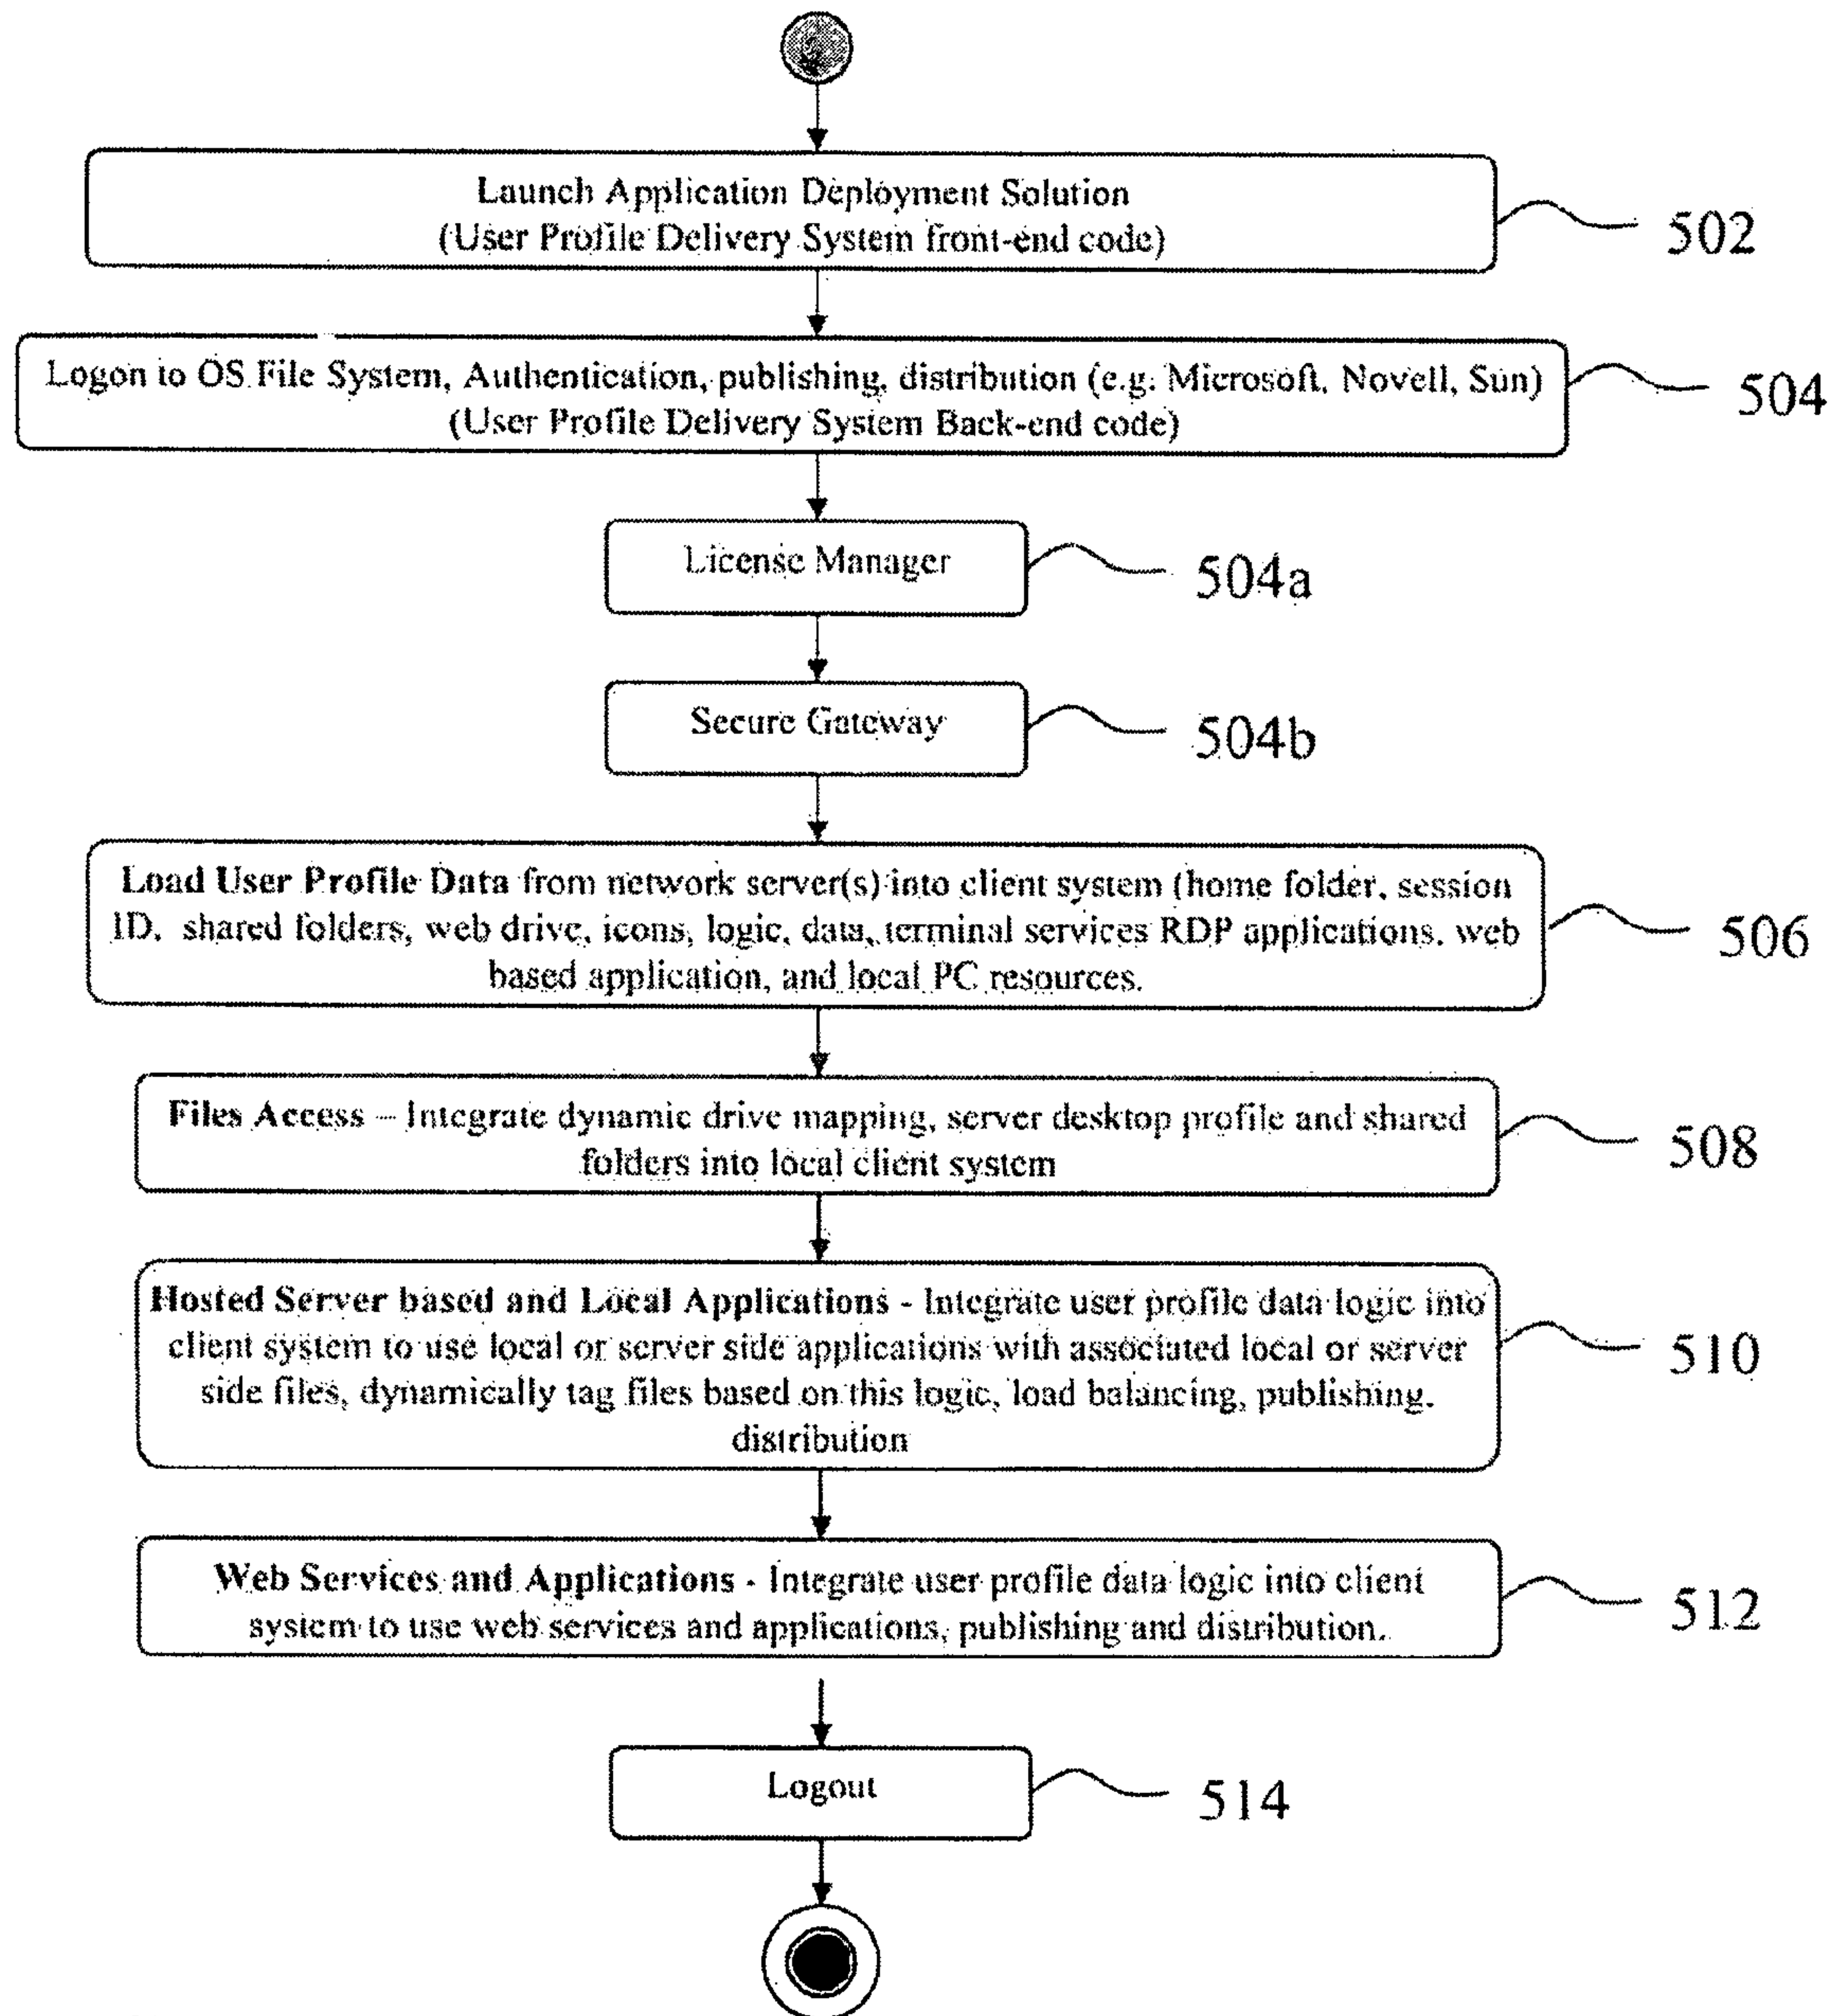 Launch Application Deployment Solution
(User Profile Delivery System front-end code)
502
Logon to OS File System, Authentication, publishing, distribution (e.g. Microsoft, Novell, Sun)
(User Profile Delivery System Back-end code)
504
License Manager
504a
Secure Gateway
504b
Load User Profile Data from network server(s) into client system (home folder, session
ID, shared folders, web drive, icons, logic, data, terminal services RDP applications, web
based application, and local PC resources.
506
Files Access – Integrate dynamic drive mapping, server desktop profile and shared
folders into local client system
508
Hosted Server based and Local Applications - Integrate user profile data logic into
client system to use local or server side applications with associated local or server
side files, dynamically tag files based on this logic, load balancing, publishing,
distribution
510
Web Services and Applications - Integrate user profile data logic into client
system to use web services and applications, publishing and distribution.
512
Logout
514